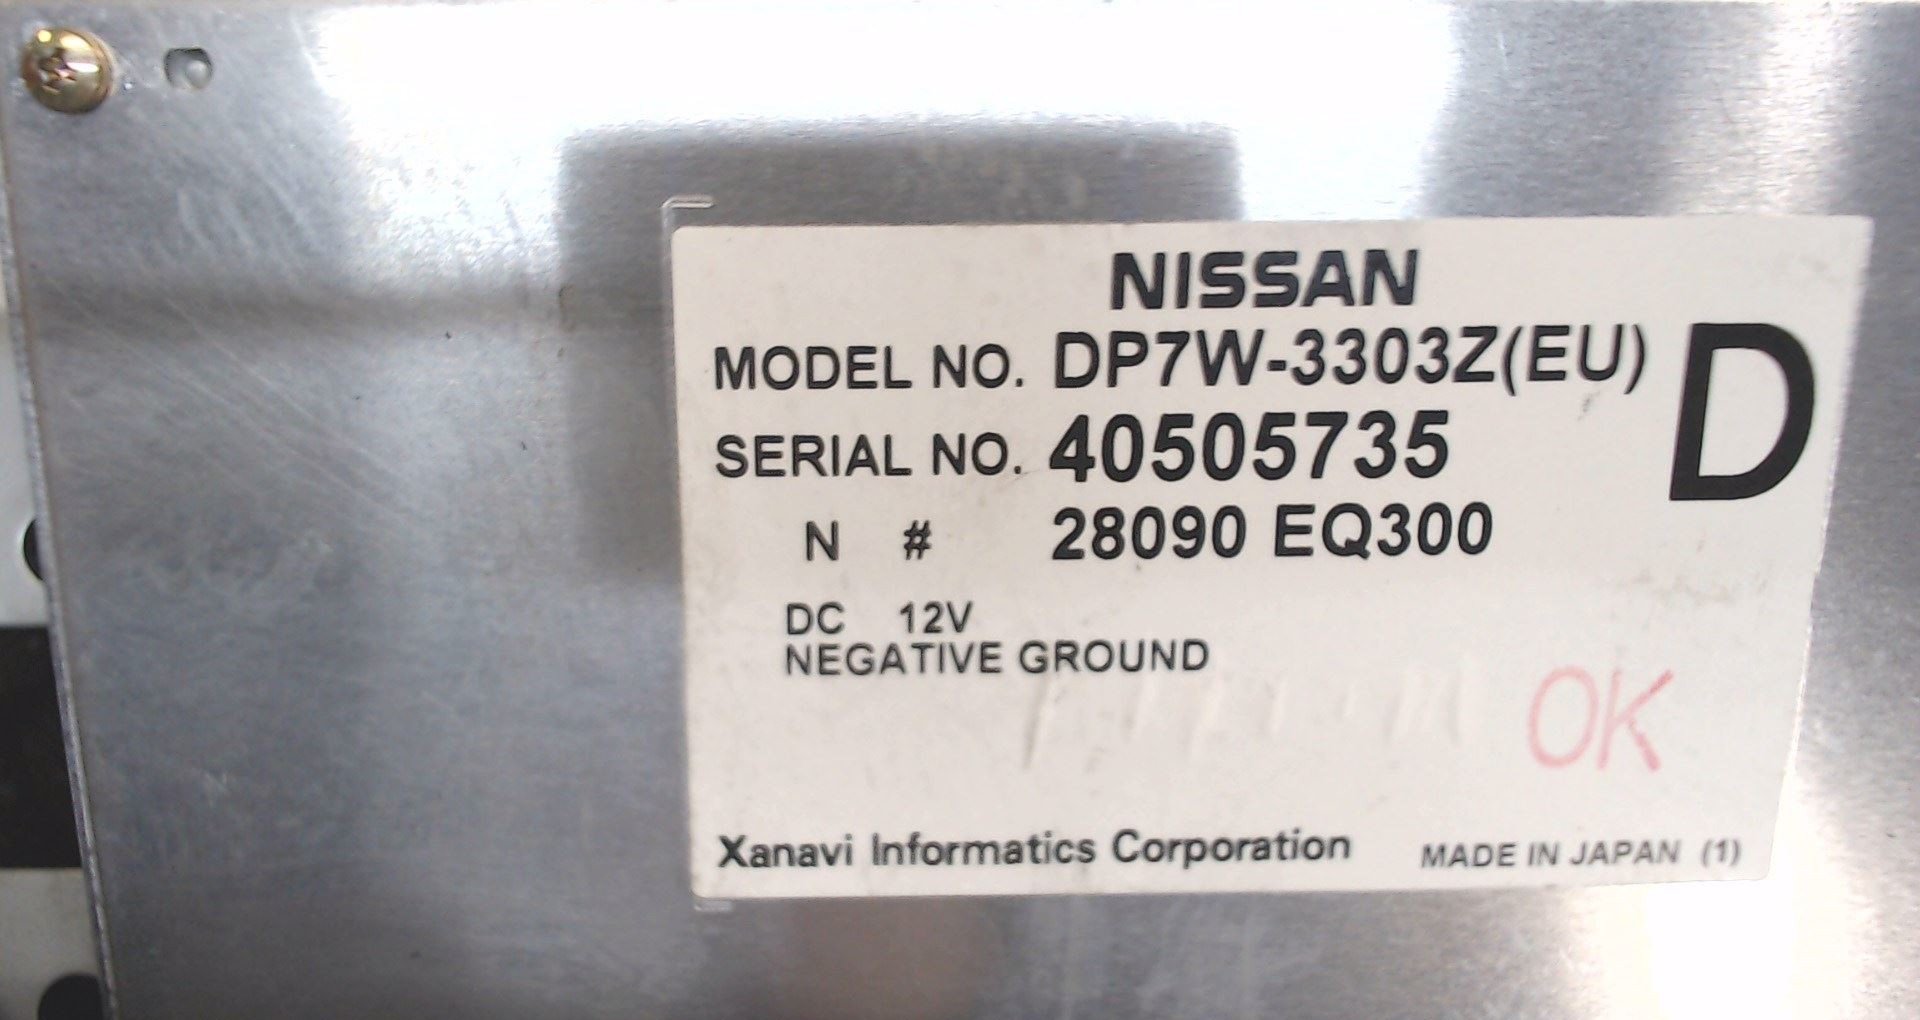 NISSAN
MODEL NO. DP7W-3303Z(EU)
D
SERIAL NO. 40505735
N # 28090 EQ300
DC 12V
NEGATIVE GROUND
OK
Xanavi Informatics Corporation MADE IN JAPAN (1)